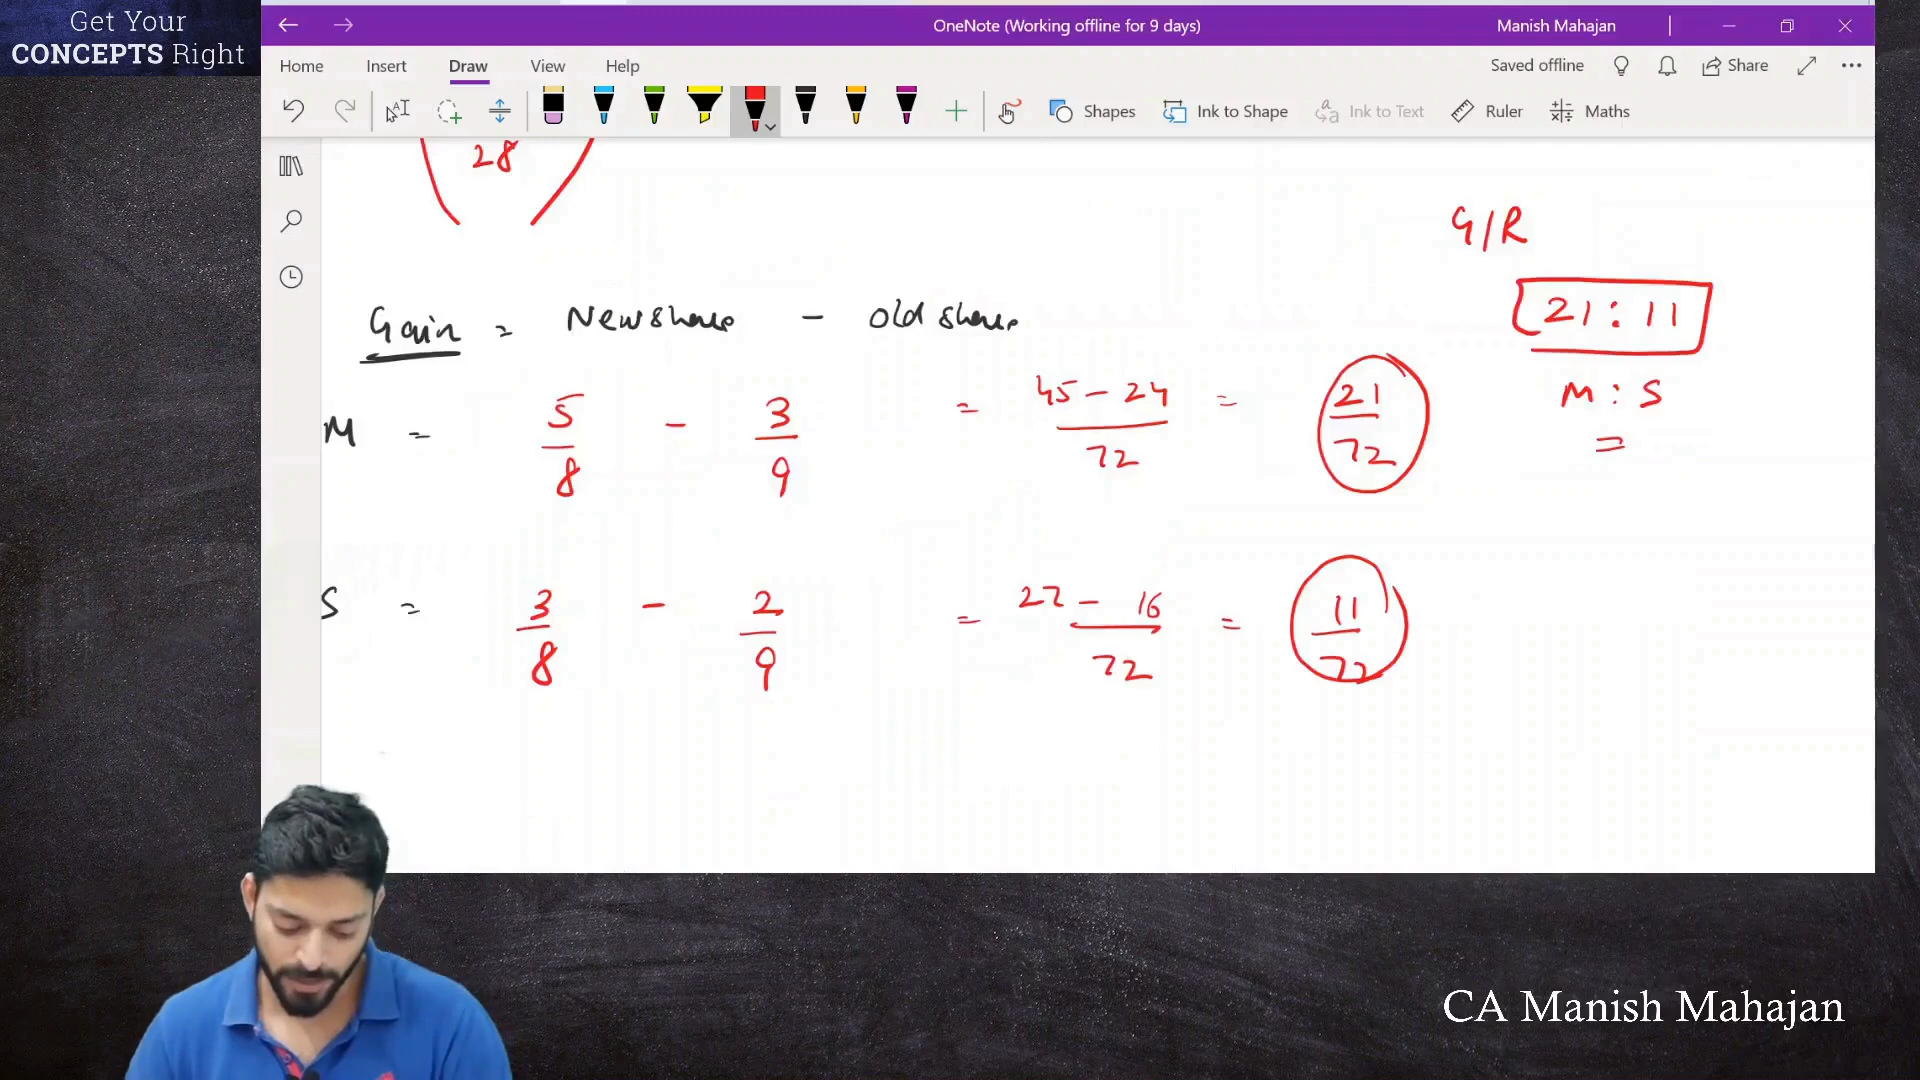 Get Your
CONCEPTS Right
OneNote (Working offline for 9 days)
Manish Mahajan
Home Insert Draw View Help
Saved offline
Share
Shapes
Ink to Shape
Ink to Text
Ruler
Maths
28
G/R
21 : 11
M : S
=
Gain = New share - old share
M = 5/8 - 3/9 = 45 - 24 / 72 = 21/72
S = 3/8 - 2/9 = 27 - 16 / 72 = 11/72
CA Manish Mahajan